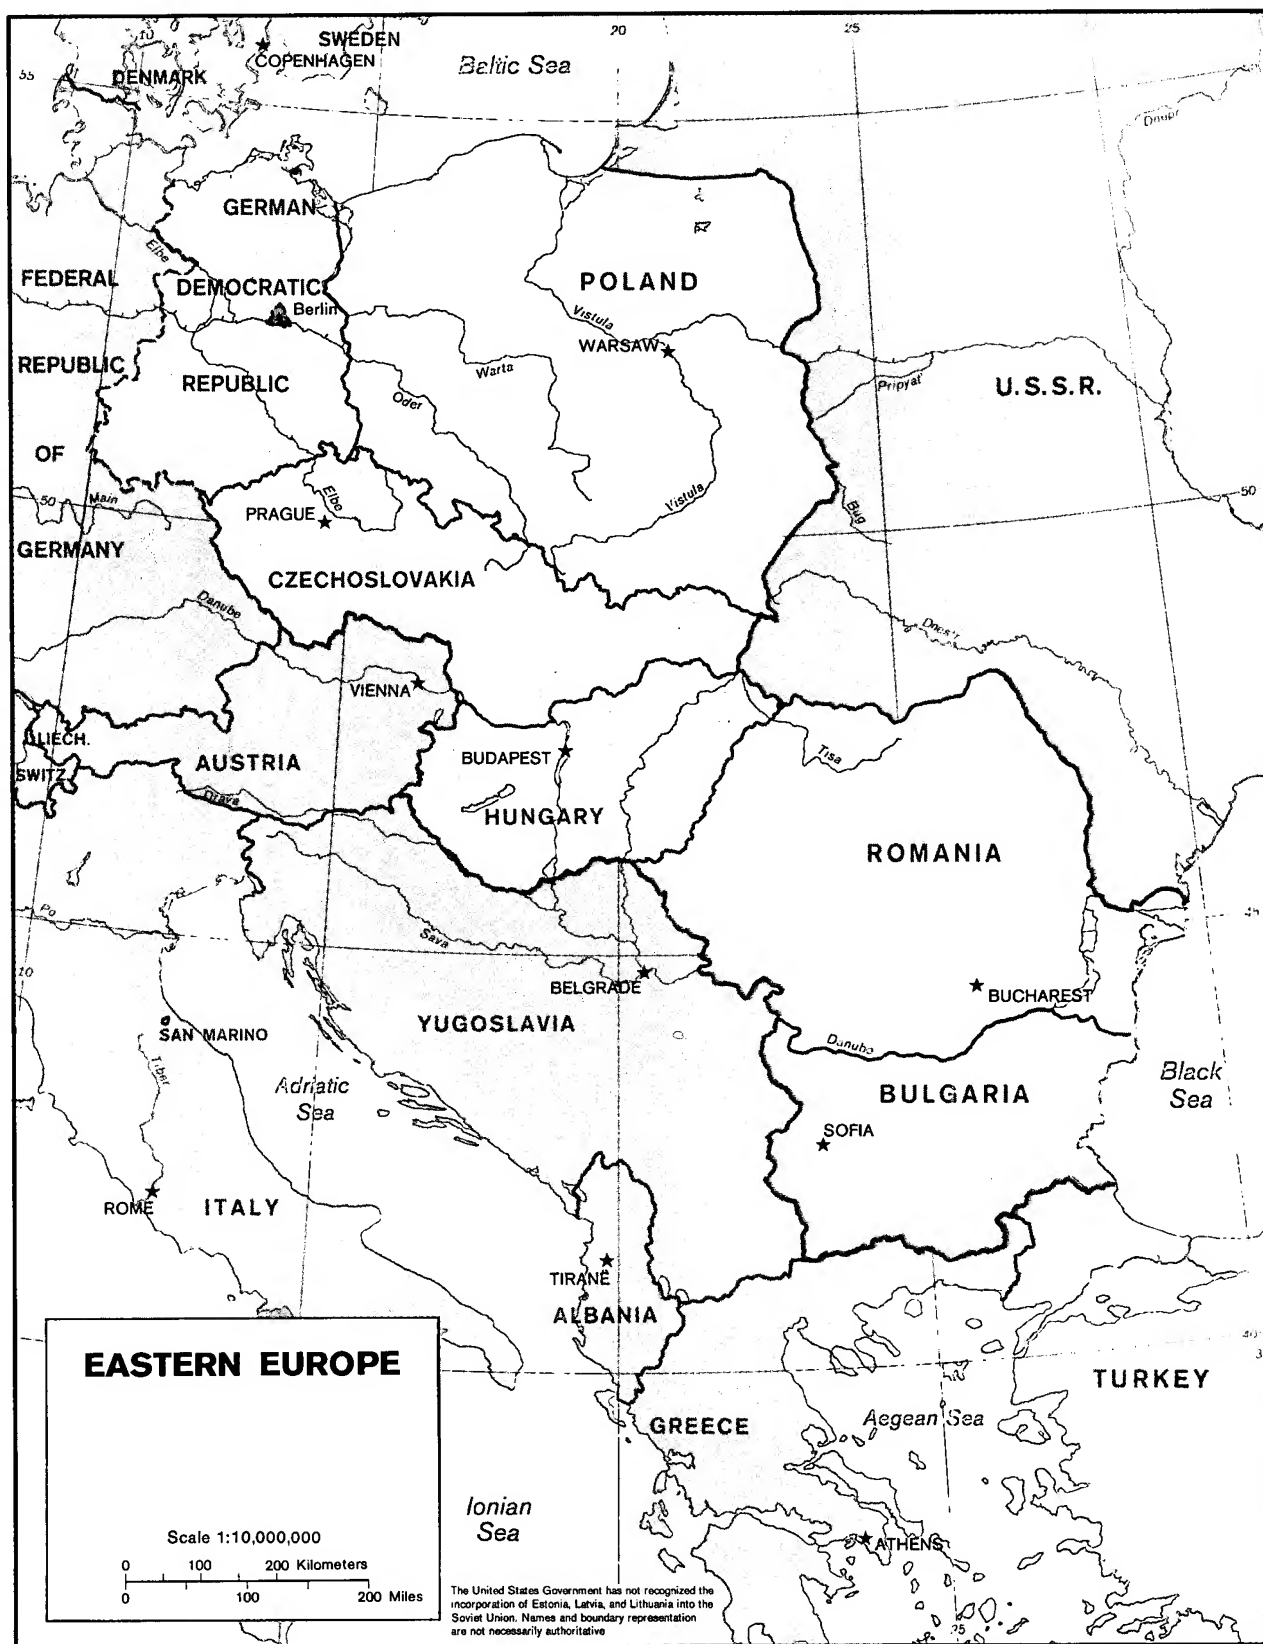 20
25
SWEDEN
COPENHAGEN
Baltic Sea
55
DENMARK
Dnepr
GERMAN
Elbe
FEDERAL
DEMOCRATIC
POLAND
Berlin
Vistula
WARSAW
REPUBLIC
REPUBLIC
Warta
Pripyat'
U.S.S.R.
Oder
OF
50
Main
Elbe
Vistula
50
PRAGUE
Bug
GERMANY
CZECHOSLOVAKIA
Danube
VIENNA
LIECH.
BUDAPEST
Tisa
SWITZ.
AUSTRIA
Drava
HUNGARY
ROMANIA
Po
Sava
45
10
BELGRADE
BUCHAREST
YUGOSLAVIA
SAN MARINO
Danube
Tiber
Adriatic
Sea
BULGARIA
Black
Sea
SOFIA
ROME
ITALY
TIRANË
ALBANIA
EASTERN EUROPE
40
TURKEY
GREECE
Aegean Sea
Ionian
Sea
ATHENS
Scale 1:10,000,000
0 100 200 Kilometers
0 100 200 Miles
The United States Government has not recognized the
incorporation of Estonia, Latvia, and Lithuania into the
Soviet Union. Names and boundary representation
are not necessarily authoritative
25